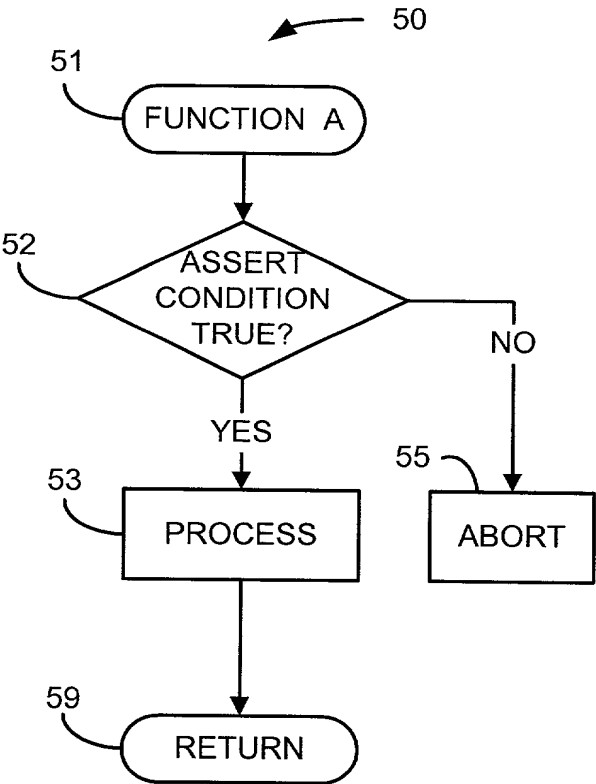 50
51
FUNCTION A
52
ASSERT
CONDITION
TRUE?
NO
YES
53
55
PROCESS
ABORT
59
RETURN